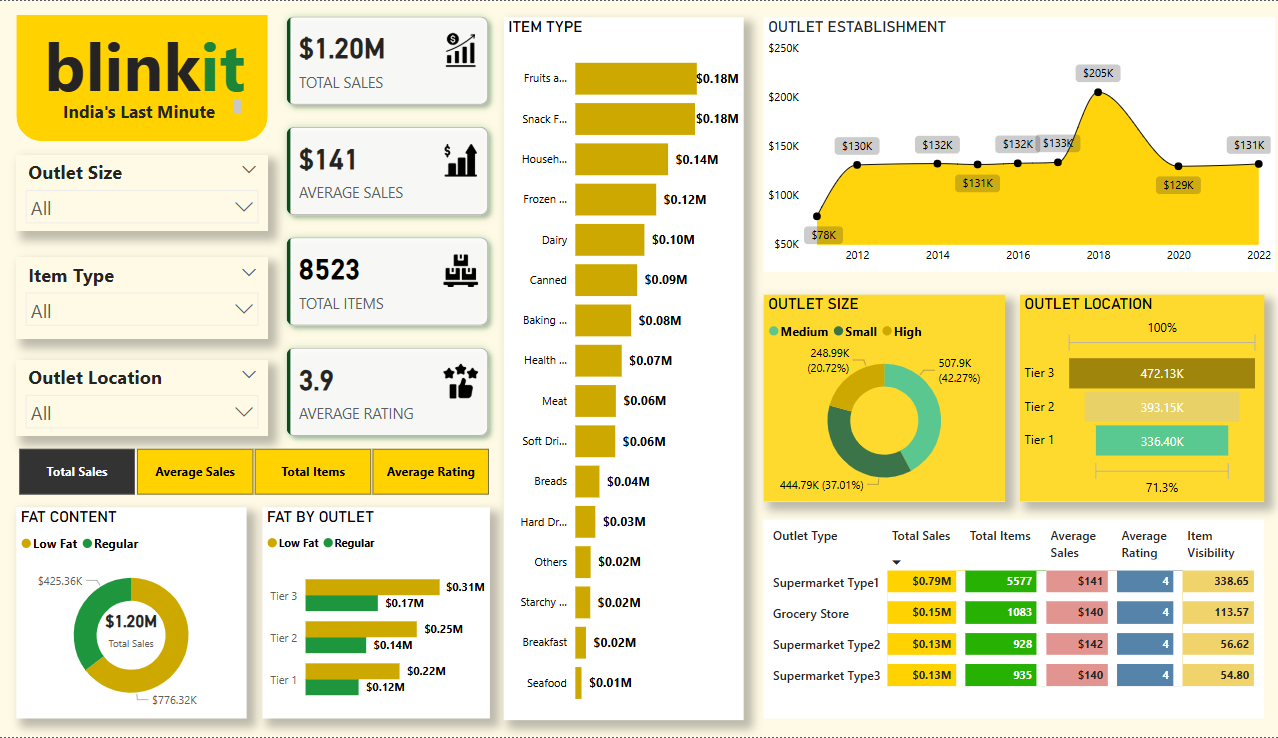 blinkit
India's Last Minute
Outlet Size
All
Item Type
All
Outlet Location
All
$1.20M
TOTAL SALES
$141
AVERAGE SALES
8523
TOTAL ITEMS
3.9
AVERAGE RATING
Total Sales
Average Sales
Total Items
Average Rating
FAT CONTENT
Low Fat Regular
$425.36K
$1.20M
Total Sales
$776.32K
FAT BY OUTLET
Low Fat Regular
Tier 3 $0.31M
$0.17M
Tier 2 $0.25M
$0.14M
Tier 1 $0.22M
$0.12M
ITEM TYPE
Fruits a... $0.18M
Snack F... $0.18M
Househ... $0.14M
Frozen ... $0.12M
Dairy $0.10M
Canned $0.09M
Baking ... $0.08M
Health ... $0.07M
Meat $0.06M
Soft Dri... $0.06M
Breads $0.04M
Hard Dr... $0.03M
Others $0.02M
Starchy ... $0.02M
Breakfast $0.02M
Seafood $0.01M
OUTLET ESTABLISHMENT
$250K
$200K
$150K
$100K
$50K
$78K
$130K
$132K
$131K
$132K
$133K
$205K
$129K
$131K
2012 2014 2016 2018 2020 2022
OUTLET SIZE
Medium Small High
248.99K
(20.72%)
507.9K
(42.27%)
444.79K (37.01%)
OUTLET LOCATION
100%
Tier 3 472.13K
Tier 2 393.15K
Tier 1 336.40K
71.3%
Outlet Type Total Sales Total Items Average Sales Average Rating Item Visibility
Supermarket Type1 $0.79M 5577 $141 4 338.65
Grocery Store $0.15M 1083 $140 4 113.57
Supermarket Type2 $0.13M 928 $142 4 56.62
Supermarket Type3 $0.13M 935 $140 4 54.80